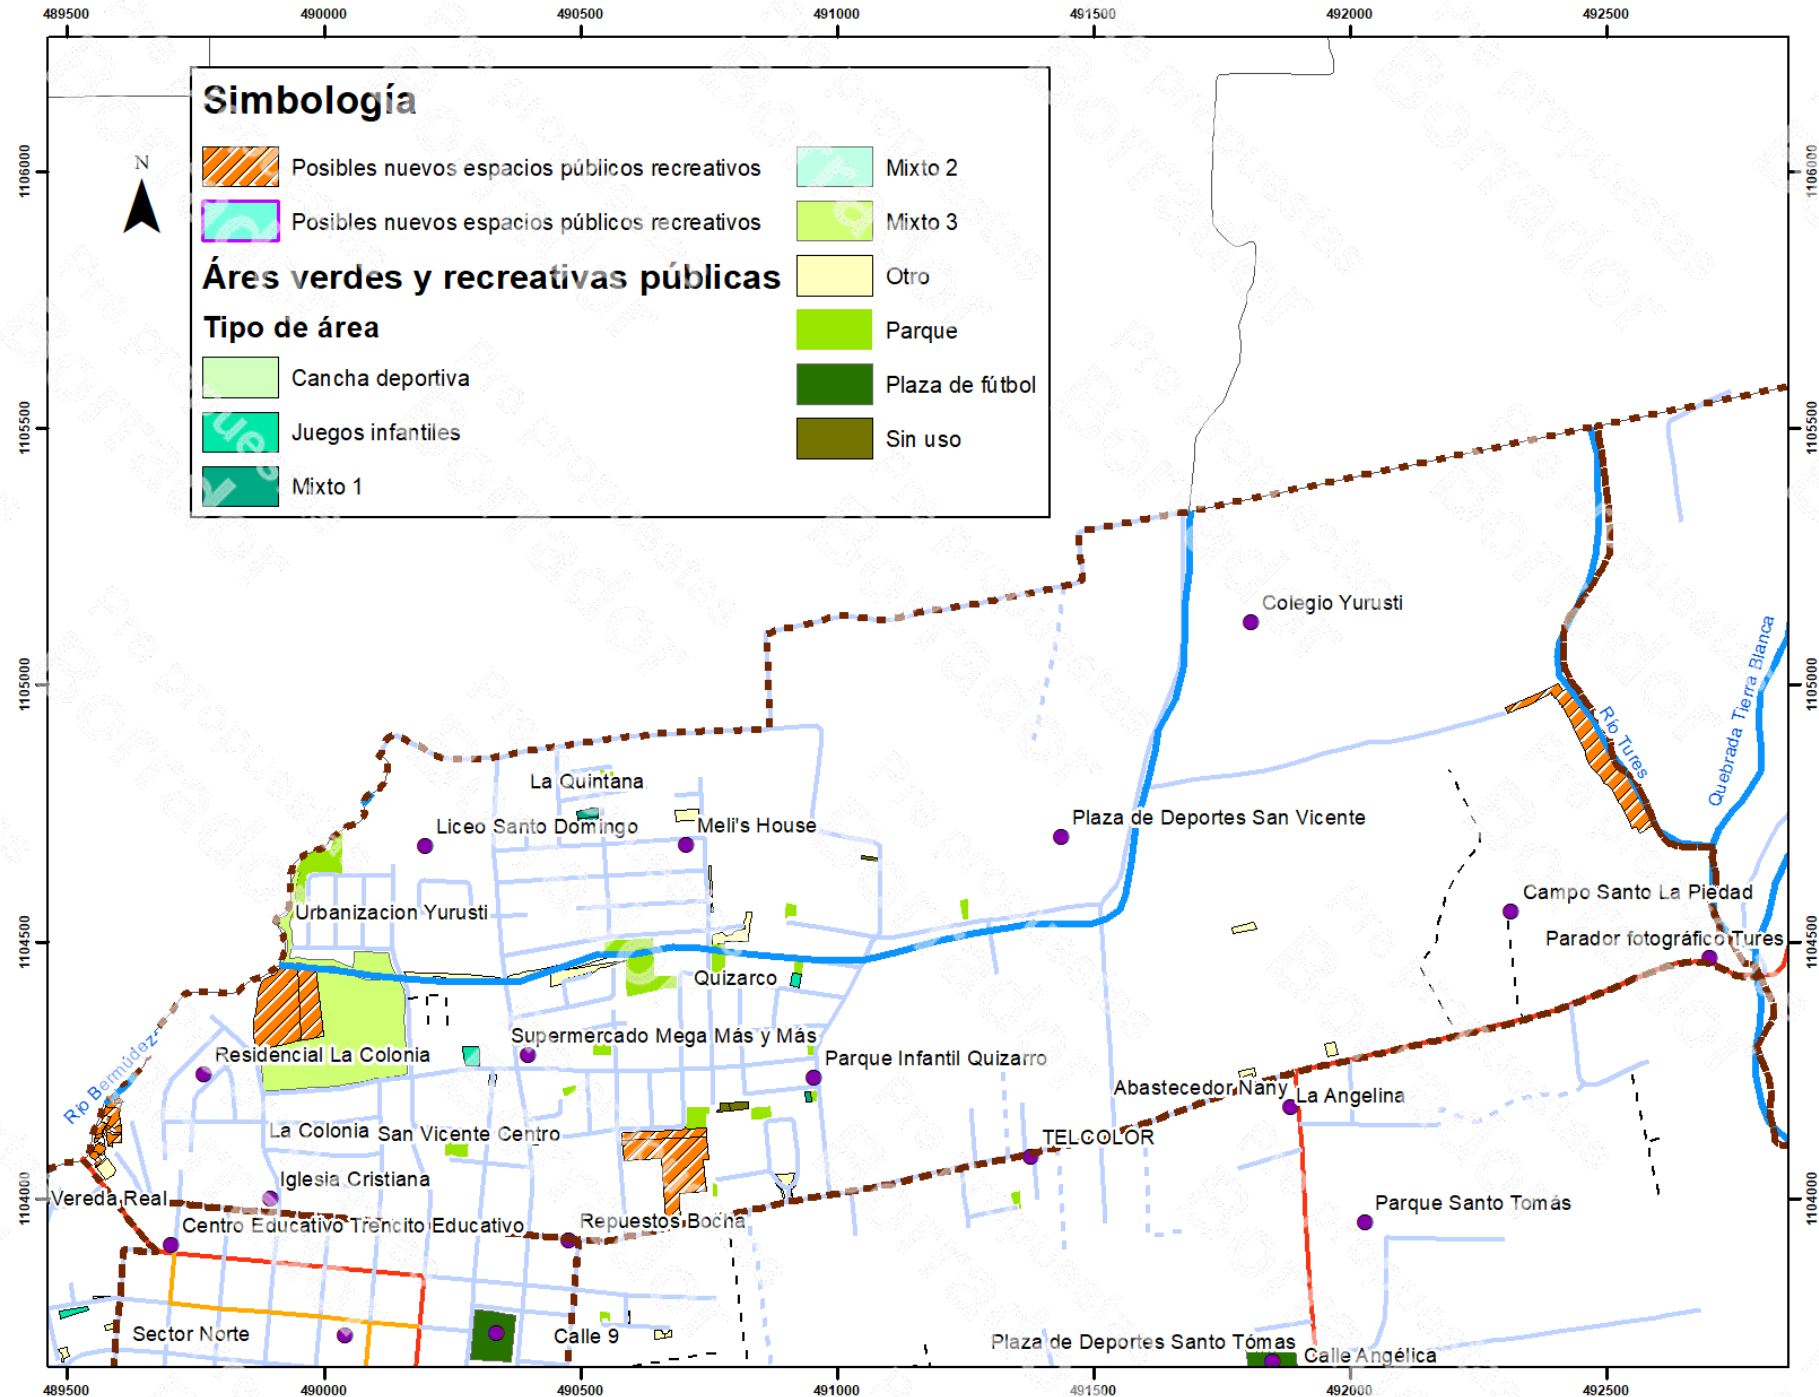 489500 490000 490500 491000 491500 492000 492500
Simbología
Posibles nuevos espacios públicos recreativos
Posibles nuevos espacios públicos recreativos
Áres verdes y recreativas públicas
Tipo de área
Cancha deportiva
Juegos infantiles
Mixto 1
Mixto 2
Mixto 3
Otro
Parque
Plaza de fútbol
Sin uso
N
1106000
1106000
1105500
1105500
1105000
1105000
1104500
1104500
1104000
1104000
Colegio Yurusti
Quebrada Tierra Blanca
Río Tures
La Quintana
Liceo Santo Domingo
Meli's House
Plaza de Deportes San Vicente
Campo Santo La Piedad
Urbanizacion Yurusti
Parador fotográfico Tures
Quizarco
Supermercado Mega Más y Más
Residencial La Colonia
Parque Infantil Quizarro
Río Bermúdez
Abastecedor Nany
La Angelina
La Colonia
San Vicente Centro
TELCOLOR
Iglesia Cristiana
Vereda Real
Parque Santo Tomás
Centro Educativo Trencito Educativo
Repuestos Bocha
Sector Norte
Calle 9
Plaza de Deportes Santo Tómas
Calle Angélica
489500 490000 490500 491000 491500 492000 492500